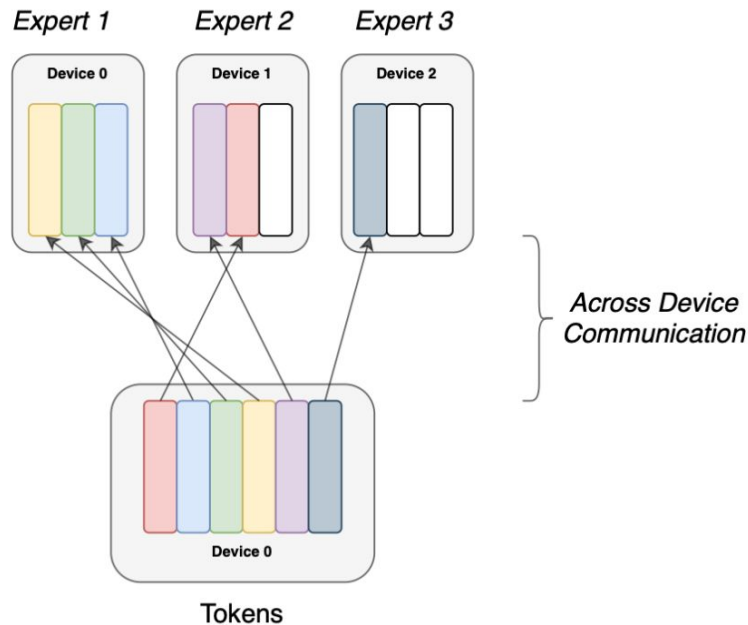 Expert 1
Expert 2
Expert 3
Device 0
Device 1
Device 2
Across Device
Communication
Device 0
Tokens